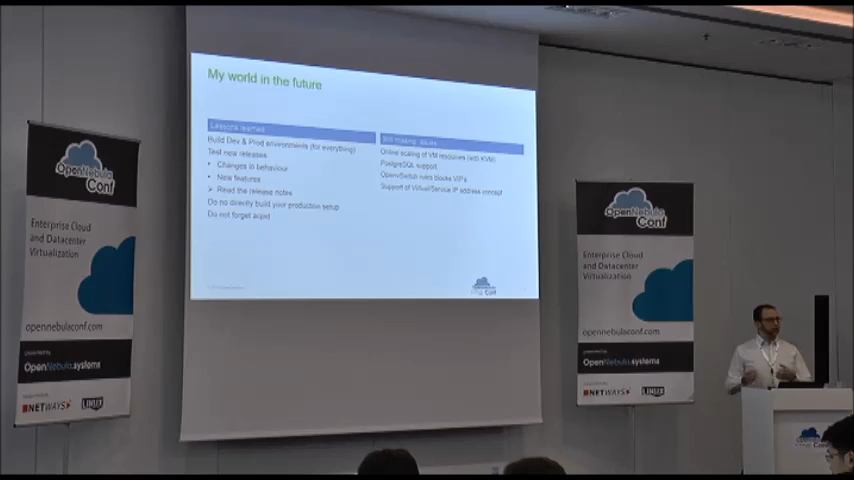 My world in the future
Lessons learned
Build Dev & Prod environments (for everything)
Test new releases
• Changes in behaviour
• New features
➤ Read the release notes
Do no directly build your production setup
Do not forget acpid
Still missing issues
Online scaling of VM resources (with KVM)
PostgreSQL support
OpenvSwitch rules blocks VIPs
Support of Virtual/Service IP address concept
OpenNebula
Conf
Enterprise Cloud
and Datacenter
Virtualization
opennebulaconf.com
OpenNebula.systems
NETWAYS
LINUX
OpenNebula
Conf
Enterprise Cloud
and Datacenter
Virtualization
opennebulaconf.com
OpenNebula.systems
NETWAYS
LINUX